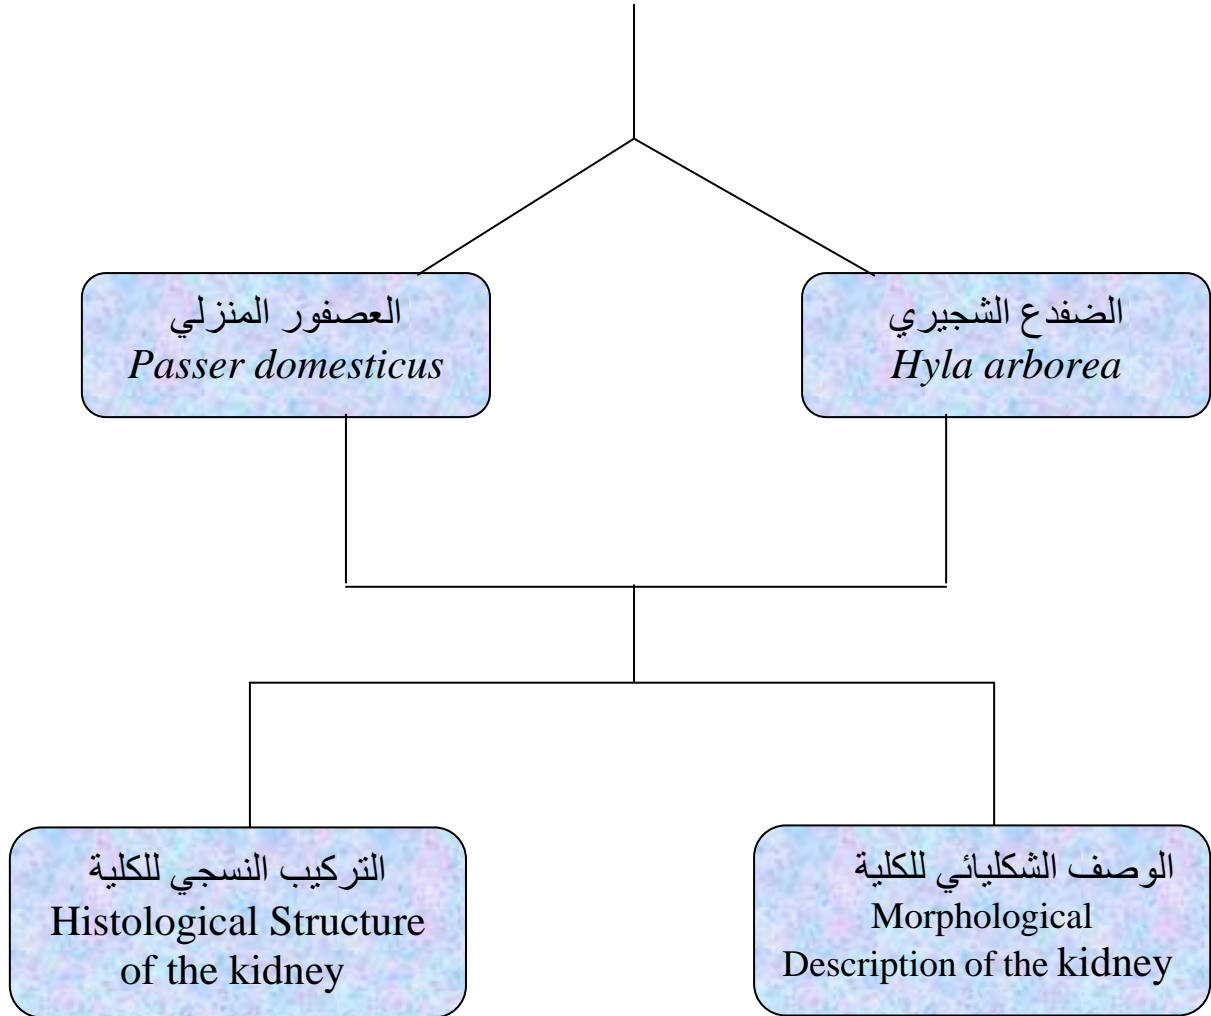 الضفدع الشجيري
Hyla arborea
العصفور المنزلي
Passer domesticus
الوصف الشكليائي للكلية
Morphological
Description of the kidney
التركيب النسجي للكلية
Histological Structure
of the kidney